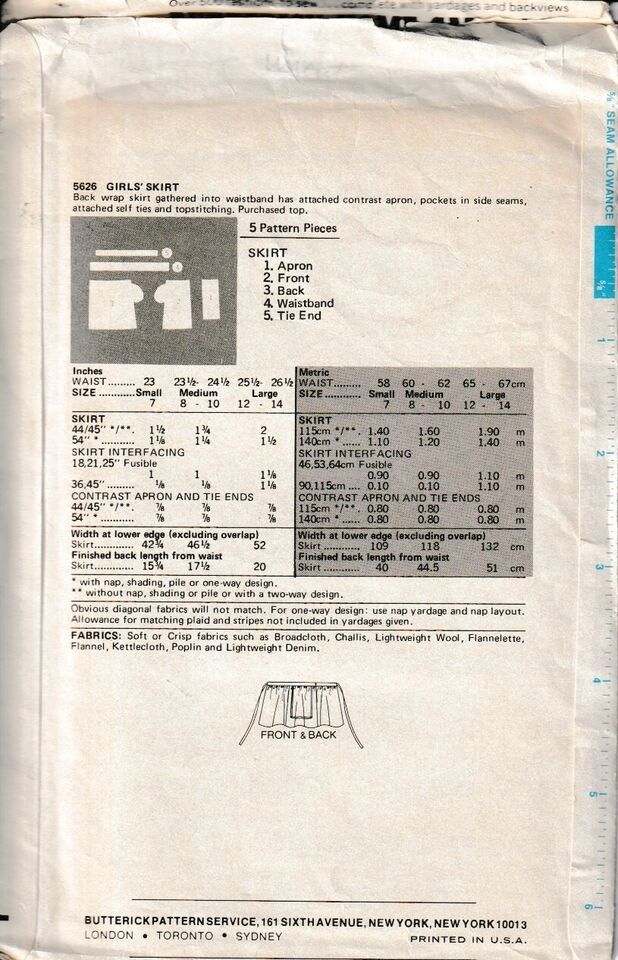 Over
complete with yardages and backviews
5/8" SEAM ALLOWANCE
5/8"
5626 GIRLS' SKIRT
Back wrap skirt gathered into waistband has attached contrast apron, pockets in side seams,
attached self ties and topstitching. Purchased top.
5 Pattern Pieces
SKIRT
1. Apron
2. Front
3. Back
4. Waistband
5. Tie End
Inches
WAIST......... 23 23½- 24½ 25½- 26½
SIZE ............Small Medium Large
7 8 - 10 12 - 14
SKIRT
44/45" */**. 1½ 1¾ 2
54" * ........... 1⅛ 1¼ 1½
SKIRT INTERFACING
18,21,25" Fusible
1 1 1⅛
36,45" ........ ⅛ ⅛ 1⅛
CONTRAST APRON AND TIE ENDS
44/45" */**. ⅞ ⅞ ⅞
54" *........... ⅞ ⅞ ⅞
Width at lower edge (excluding overlap)
Skirt............. 42¾ 46½ 52
Finished back length from waist
Skirt............. 15¾ 17½ 20
Metric
WAIST......... 58 60 - 62 65 - 67cm
SIZE............ Small Medium Large
7 8 - 10 12 - 14
SKIRT
115cm */**. 1.40 1.60 1.90 m
140cm * ...... 1.10 1.20 1.40 m
SKIRT INTERFACING
46,53,64cm Fusible
0.90 0.90 1.10 m
90,115cm.... 0.10 0.10 1.10 m
CONTRAST APRON AND TIE ENDS
115cm */**. 0.80 0.80 0.80 m
140cm *...... 0.80 0.80 0.80 m
Width at lower edge (excluding overlap)
Skirt ............. 109 118 132 cm
Finished back length from waist
Skirt ............. 40 44.5 51 cm
* with nap, shading, pile or one-way design.
** without nap, shading or pile or with a two-way design.
Obvious diagonal fabrics will not match. For one-way design: use nap yardage and nap layout.
Allowance for matching plaid and stripes not included in yardages given.
FABRICS: Soft or Crisp fabrics such as Broadcloth, Challis, Lightweight Wool, Flannelette,
Flannel, Kettlecloth, Poplin and Lightweight Denim.
FRONT & BACK
1
2
3
4
5
6
BUTTERICK PATTERN SERVICE, 161 SIXTH AVENUE, NEW YORK, NEW YORK 10013
LONDON • TORONTO • SYDNEY
PRINTED IN U.S.A.